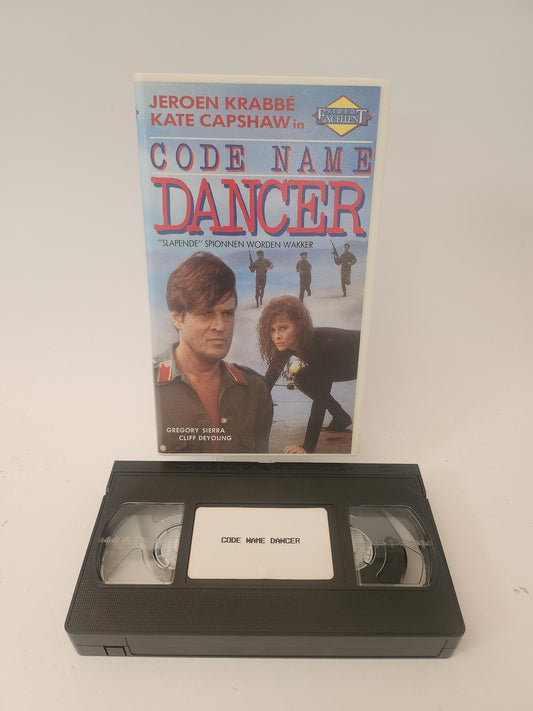 JEROEN KRABBÉ
KATE CAPSHAW in
VIDEO
EXCELLENT
CODE NAME
DANCER
"SLAPENDE" SPIONNEN WORDEN WAKKER
GREGORY SIERRA
CLIFF DEYOUNG
CODE NAME DANCER